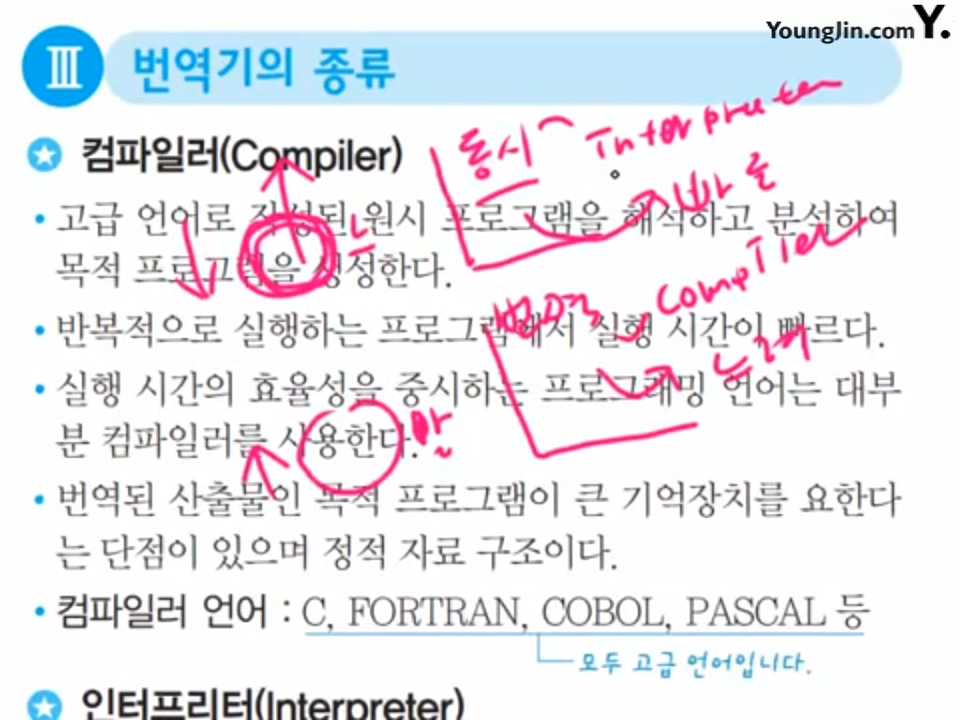 YoungJin.com Y.
Ⅲ 번역기의 종류
컴파일러(Compiler)
동시 Interpreter
• 고급 언어로 작성된 원시 프로그램을 해석하고 분석하여
목적 프로그램을 생성한다.
번역 Compiler
• 반복적으로 실행하는 프로그램에서 실행 시간이 빠르다.
• 실행 시간의 효율성을 중시하는 프로그래밍 언어는 대부
분 컴파일러를 사용한다.
• 번역된 산출물인 목적 프로그램이 큰 기억장치를 요한다
는 단점이 있으며 정적 자료 구조이다.
• 컴파일러 언어 : C, FORTRAN, COBOL, PASCAL 등
모두 고급 언어입니다.
인터프리터(Interpreter)